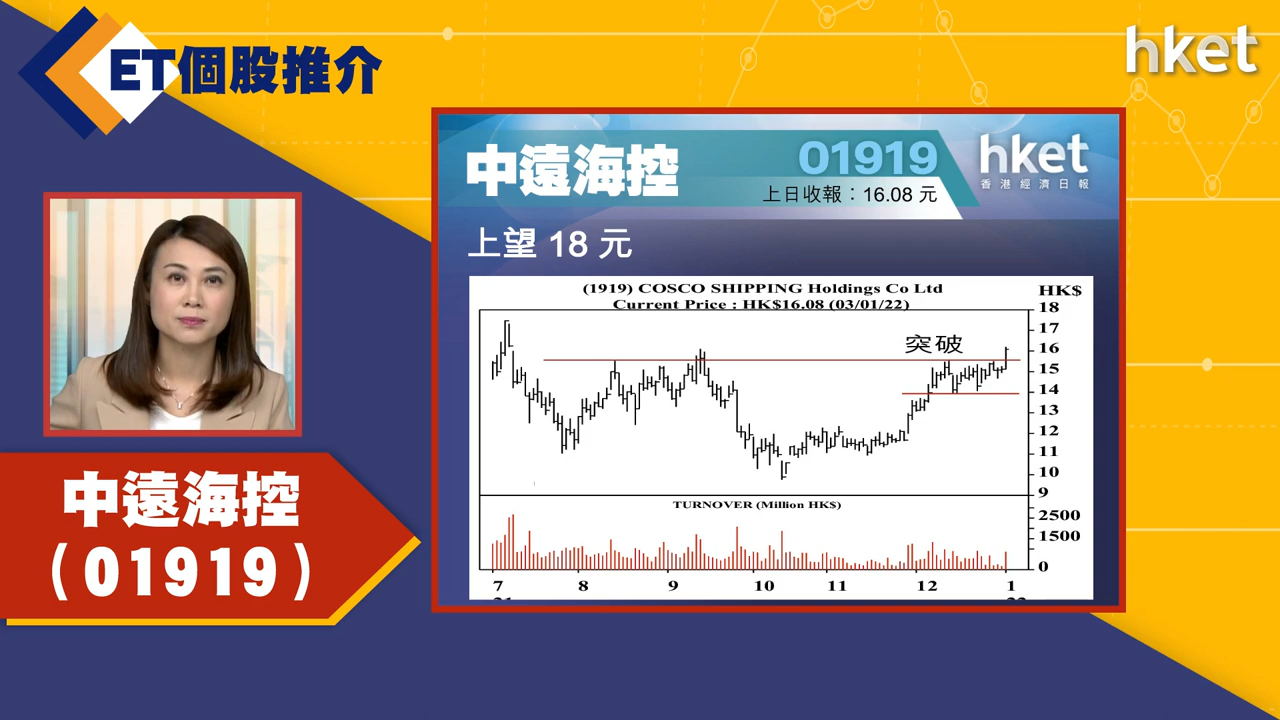 ET個股推介
hket
中遠海控
(01919)
中遠海控
01919
上日收報：16.08 元
hket
香港經濟日報
上望 18 元
(1919) COSCO SHIPPING Holdings Co Ltd
Current Price : HK$16.08 (03/01/22)
HK$
突破
18
17
16
15
14
13
12
11
10
9
TURNOVER (Million HK$)
2500
1500
0
7 8 9 10 11 12 1